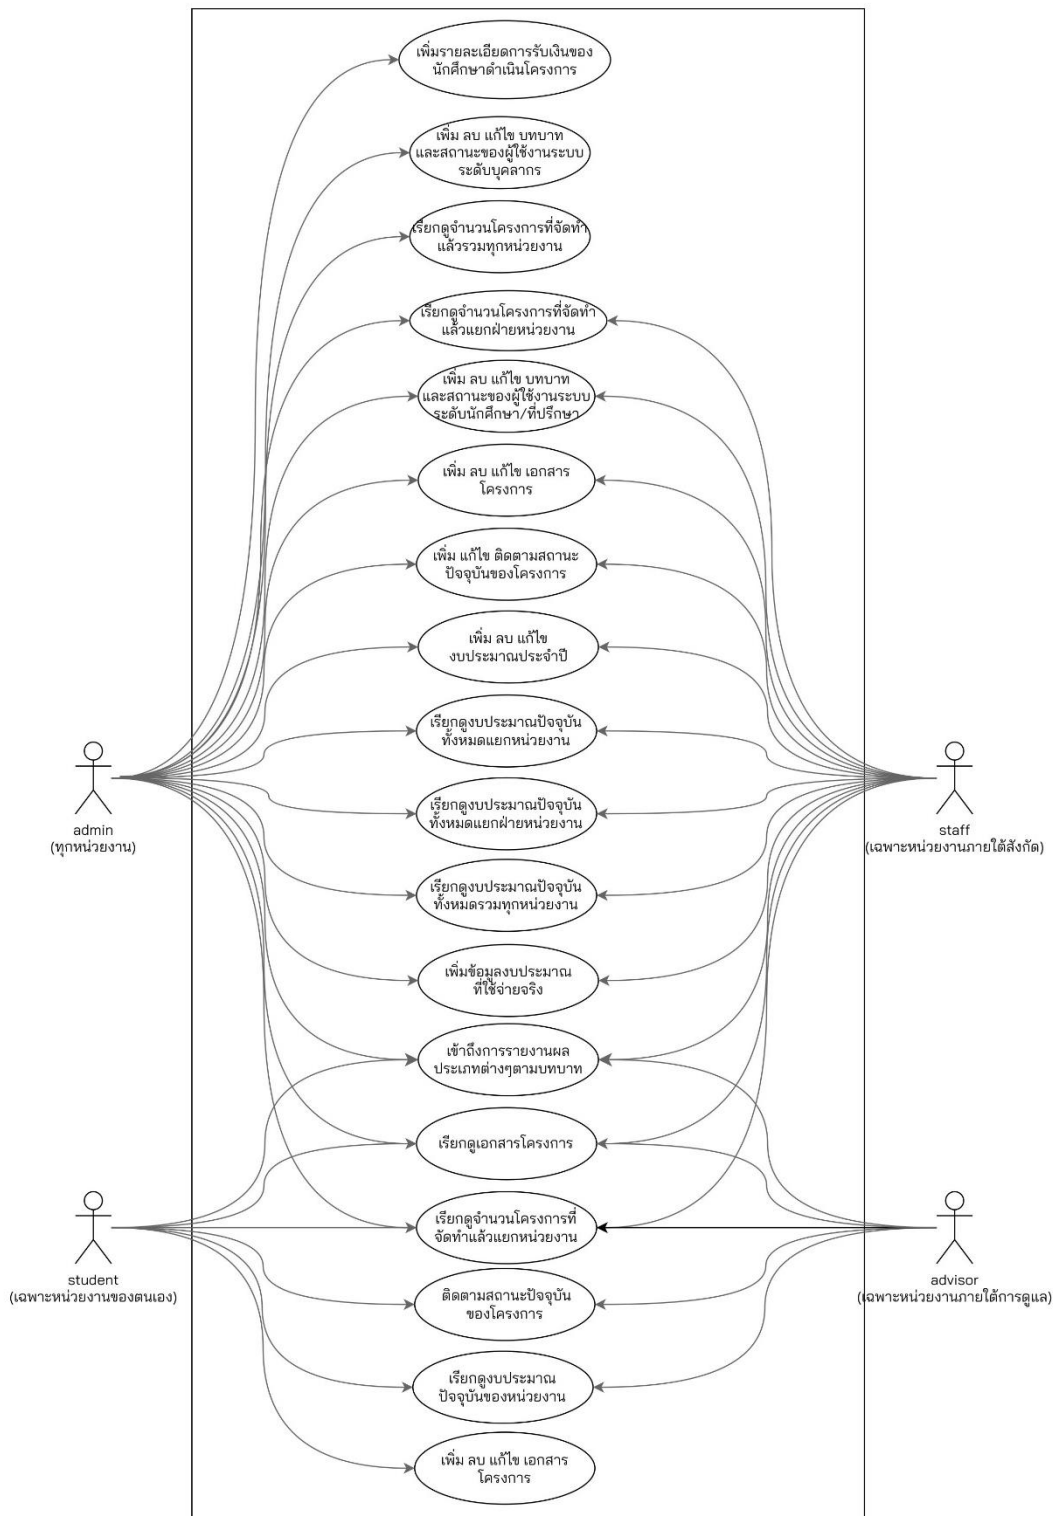 เพิ่มรายละเอียดการรับเงินของ
นักศึกษาดำเนินโครงการ
เพิ่ม ลบ แก้ไข บทบาท
และสถานะของผู้ใช้งานระบบ
ระดับบุคลากร
เรียกดูจำนวนโครงการที่จัดทำ
แล้วรวมทุกหน่วยงาน
เรียกดูจำนวนโครงการที่จัดทำ
แล้วแยกฝ่ายหน่วยงาน
เพิ่ม ลบ แก้ไข บทบาท
และสถานะของผู้ใช้งานระบบ
ระดับนักศึกษา/ที่ปรึกษา
เพิ่ม ลบ แก้ไข เอกสาร
โครงการ
เพิ่ม แก้ไข ติดตามสถานะ
ปัจจุบันของโครงการ
เพิ่ม ลบ แก้ไข
งบประมาณประจำปี
เรียกดูงบประมาณปัจจุบัน
ทั้งหมดแยกหน่วยงาน
admin
(ทุกหน่วยงาน)
staff
(เฉพาะหน่วยงานภายใต้สังกัด)
เรียกดูงบประมาณปัจจุบัน
ทั้งหมดแยกฝ่ายหน่วยงาน
เรียกดูงบประมาณปัจจุบัน
ทั้งหมดรวมทุกหน่วยงาน
เพิ่มข้อมูลงบประมาณ
ที่ใช้จ่ายจริง
เข้าถึงการรายงานผล
ประเภทต่างๆตามบทบาท
เรียกดูเอกสารโครงการ
เรียกดูจำนวนโครงการที่
จัดทำแล้วแยกหน่วยงาน
student
(เฉพาะหน่วยงานของตนเอง)
advisor
(เฉพาะหน่วยงานภายใต้การดูแล)
ติดตามสถานะปัจจุบัน
ของโครงการ
เรียกดูงบประมาณ
ปัจจุบันของหน่วยงาน
เพิ่ม ลบ แก้ไข เอกสาร
โครงการ